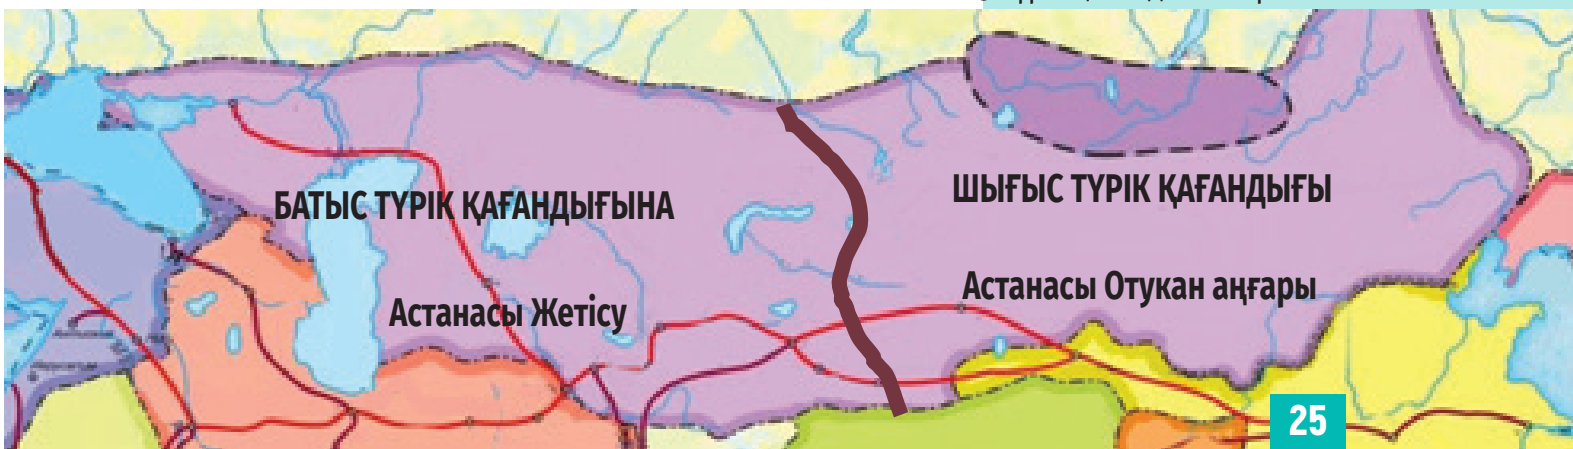 БАТЫС ТҮРІК ҚАҒАНДЫҒЫНА
ШЫҒЫС ТҮРІК ҚАҒАНДЫҒЫ
Астанасы Жетісу
Астанасы Отукан аңғары
25